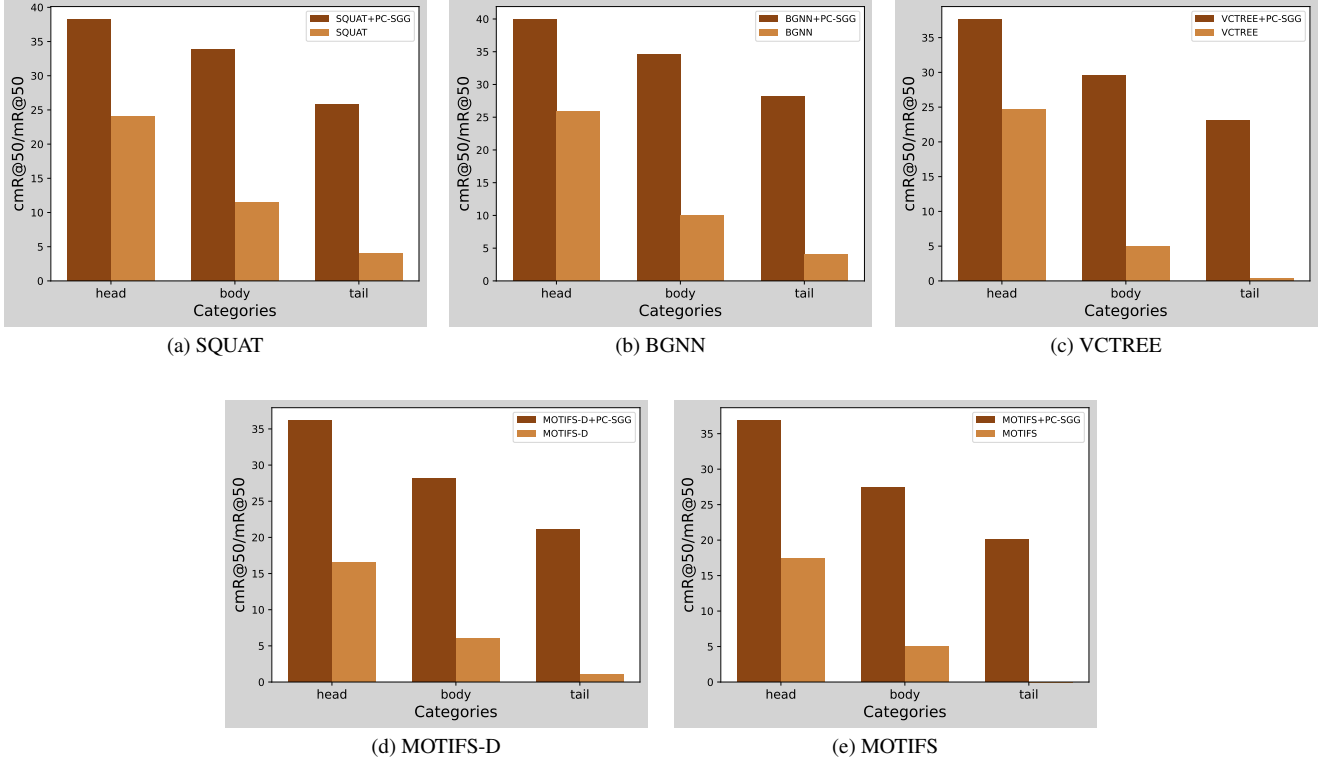 SQUAT+PC-SGG
SQUAT
40
35
30
25
20
15
10
5
0
cmR@50/mR@50
head body tail
Categories
(a) SQUAT
BGNN+PC-SGG
BGNN
40
35
30
25
20
15
10
5
0
cmR@50/mR@50
head body tail
Categories
(b) BGNN
VCTREE+PC-SGG
VCTREE
35
30
25
20
15
10
5
0
cmR@50/mR@50
head body tail
Categories
(c) VCTREE
MOTIFS-D+PC-SGG
MOTIFS-D
35
30
25
20
15
10
5
0
cmR@50/mR@50
head body tail
Categories
(d) MOTIFS-D
MOTIFS+PC-SGG
MOTIFS
35
30
25
20
15
10
5
0
cmR@50/mR@50
head body tail
Categories
(e) MOTIFS